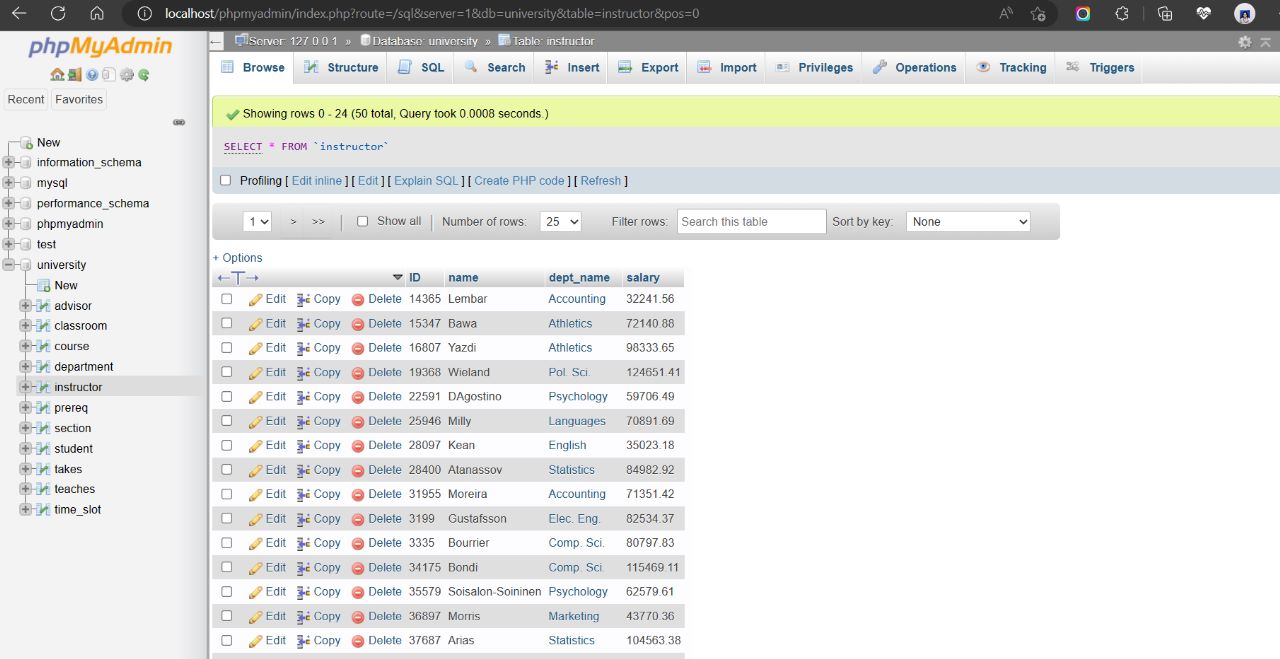 localhost/phpmyadmin/index.php?route=/sql&server=1&db=university&table=instructor&pos=0
phpMyAdmin
Recent Favorites
New
information_schema
mysql
performance_schema
phpmyadmin
test
university
New
advisor
classroom
course
department
instructor
prereq
section
student
takes
teaches
time_slot
Server: 127.0.0.1 » Database: university » Table: instructor
Browse Structure SQL Search Insert Export Import Privileges Operations Tracking Triggers
Showing rows 0 - 24 (50 total, Query took 0.0008 seconds.)
SELECT * FROM `instructor`
Profiling [ Edit inline ] [ Edit ] [ Explain SQL ] [ Create PHP code ] [ Refresh ]
1 > >> | Show all | Number of rows: 25 Filter rows: Search this table Sort by key: None
+ Options
ID name dept_name salary
Edit Copy Delete 14365 Lembar Accounting 32241.56
Edit Copy Delete 15347 Bawa Athletics 72140.88
Edit Copy Delete 16807 Yazdi Athletics 98333.65
Edit Copy Delete 19368 Wieland Pol. Sci. 124651.41
Edit Copy Delete 22591 DAgostino Psychology 59706.49
Edit Copy Delete 25946 Milly Languages 70891.69
Edit Copy Delete 28097 Kean English 35023.18
Edit Copy Delete 28400 Atanassov Statistics 84982.92
Edit Copy Delete 31955 Moreira Accounting 71351.42
Edit Copy Delete 3199 Gustafsson Elec. Eng. 82534.37
Edit Copy Delete 3335 Bourrier Comp. Sci. 80797.83
Edit Copy Delete 34175 Bondi Comp. Sci. 115469.11
Edit Copy Delete 35579 Soisalon-Soininen Psychology 62579.61
Edit Copy Delete 36897 Morris Marketing 43770.36
Edit Copy Delete 37687 Arias Statistics 104563.38